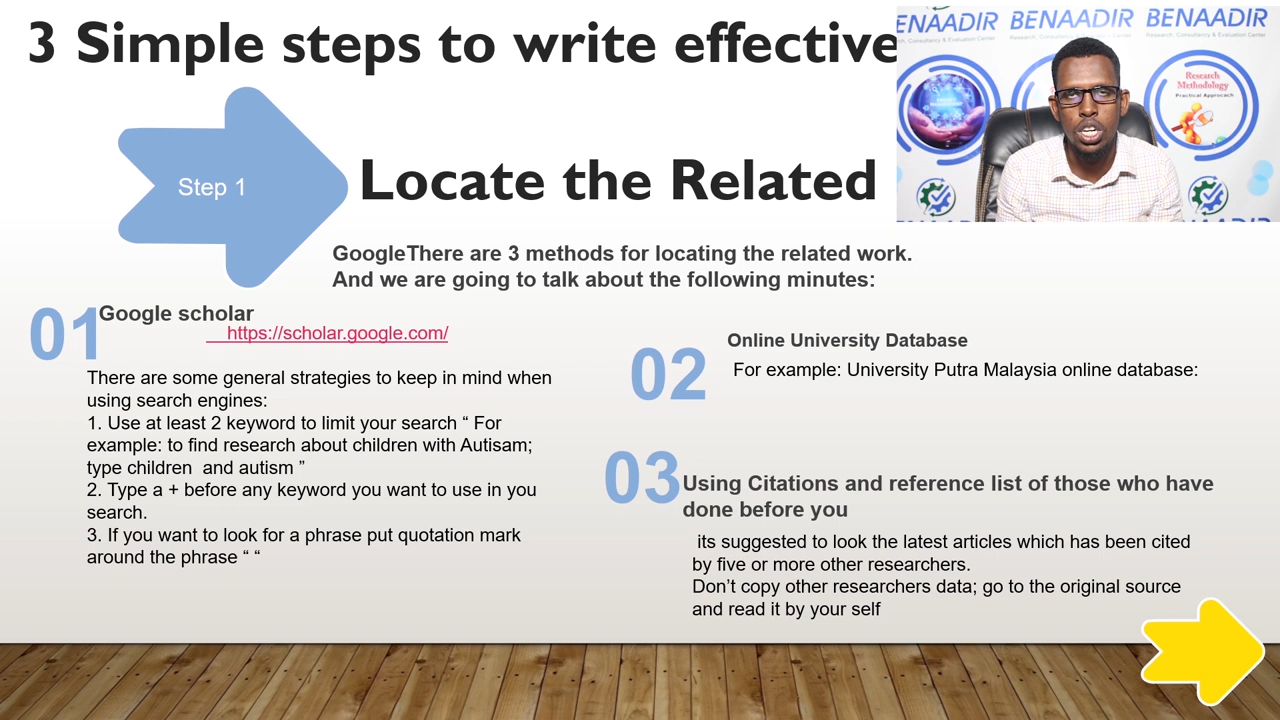 3 Simple steps to write effective
BENAADIR BENAADIR BENAADIR
Research, Consultancy & Evaluation Center
Research
Methodology
Practical Approach
Step 1
Locate the Related
GoogleThere are 3 methods for locating the related work.
And we are going to talk about the following minutes:
01
Google scholar
https://scholar.google.com/
There are some general strategies to keep in mind when
using search engines:
1. Use at least 2 keyword to limit your search “ For
example: to find research about children with Autisam;
type children and autism ”
2. Type a + before any keyword you want to use in you
search.
3. If you want to look for a phrase put quotation mark
around the phrase “ “
02
Online University Database
For example: University Putra Malaysia online database:
03
Using Citations and reference list of those who have
done before you
its suggested to look the latest articles which has been cited
by five or more other researchers.
Don’t copy other researchers data; go to the original source
and read it by your self